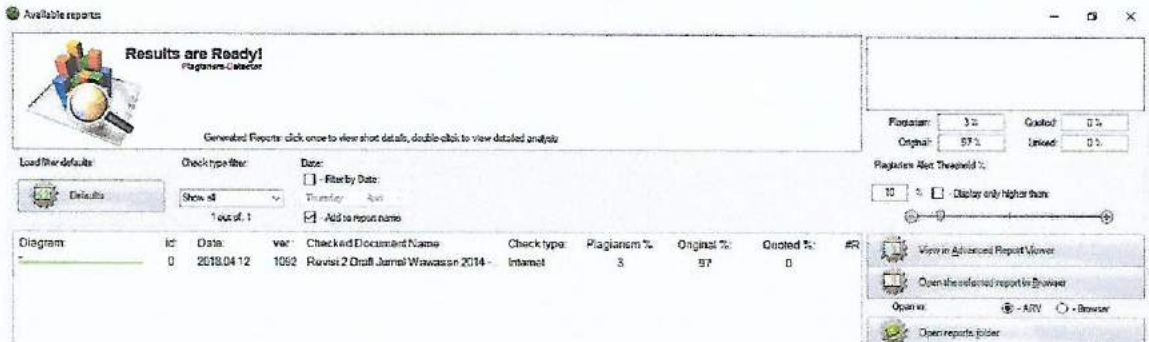 Available reports:
Results are Ready!
Plagiarism-Detector
Generated Reports: click once to view short details, double-click to view detailed analysis
Plagiarism: 3 % Quoted: 0 %
Original: 97 % Linked: 0 %
Load filter defaults:
Defaults
Check type filter:
Show all
1 out of: 1
Date:
- Filter by Date:
Thursday April
- Add to report name
Plagiarism Alert Threshold %:
10 % - Display only higher them:
Diagram: id: Date: ver: Checked Document Name Check type: Plagiarism %: Original %: Quoted %: #R
0 2018.04.12 1092 Revisi 2 Draft Jurnal Wawasan 2014 - Internet 3 97 0
View in Advanced Report Viewer
Open the selected report in Browser
Open in: - ARV - Browser
Open reports folder